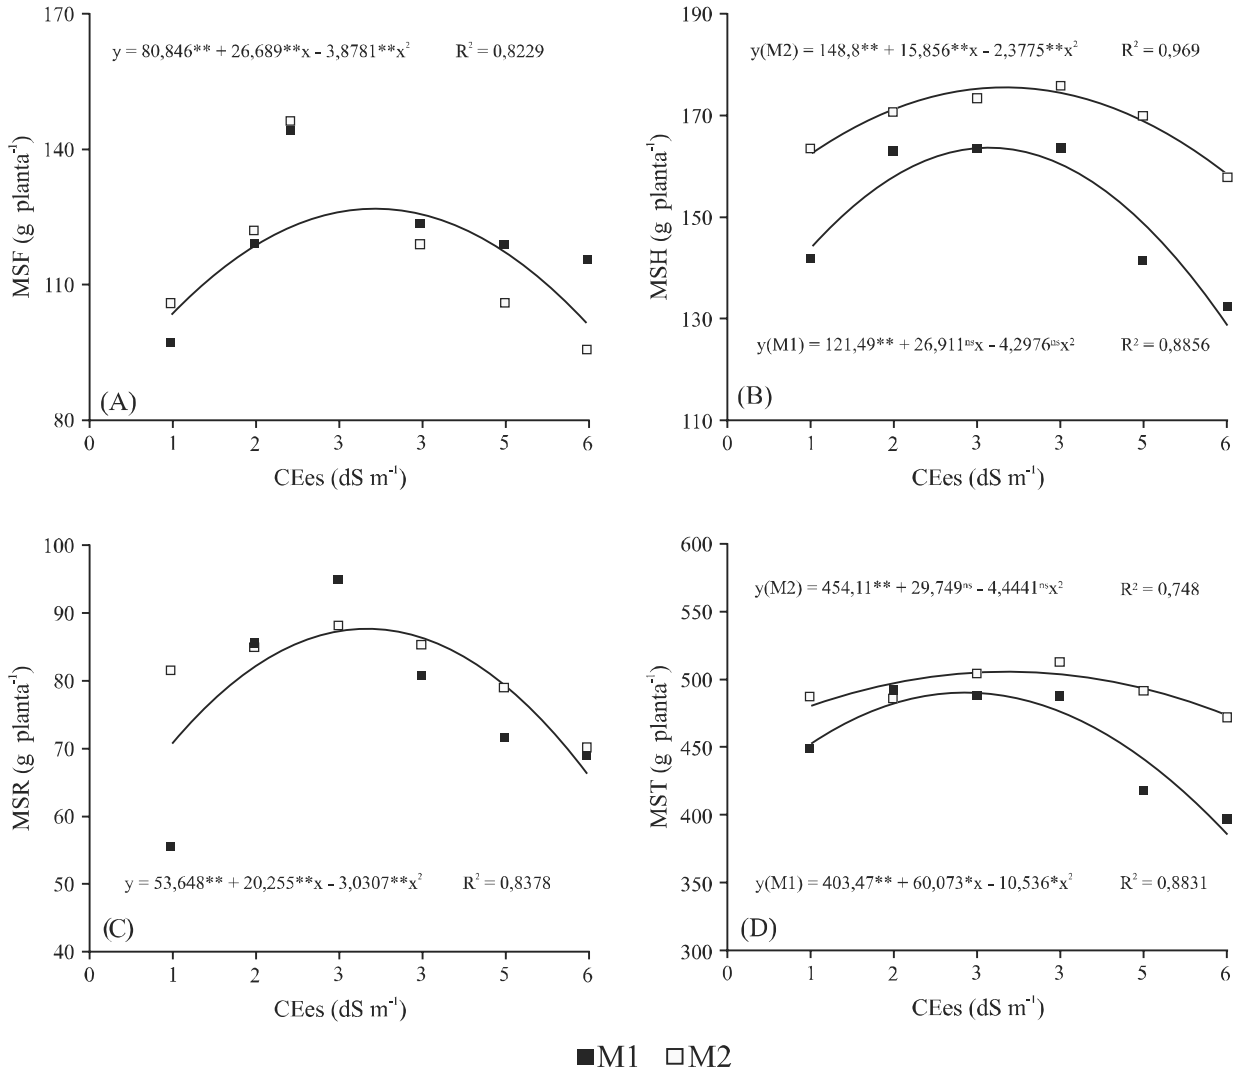 170
140
110
80
MSF (g planta⁻¹)
y = 80,846** + 26,689**x - 3,8781**x² R² = 0,8229
(A)
0 1 2 3 3 5 6
CEes (dS m⁻¹)
190
170
150
130
110
MSH (g planta⁻¹)
y(M2) = 148,8** + 15,856**x - 2,3775**x² R² = 0,969
y(M1) = 121,49** + 26,911ⁿˢx - 4,2976ⁿˢx² R² = 0,8856
(B)
0 1 2 3 3 5 6
CEes (dS m⁻¹)
100
90
80
70
60
50
40
MSR (g planta⁻¹)
y = 53,648** + 20,255**x - 3,0307**x² R² = 0,8378
(C)
0 1 2 3 3 5 6
CEes (dS m⁻¹)
600
550
500
450
400
350
300
MST (g planta⁻¹)
y(M2) = 454,11** + 29,749ⁿˢ - 4,4441ⁿˢx² R² = 0,748
y(M1) = 403,47** + 60,073*x - 10,536*x² R² = 0,8831
(D)
0 1 2 3 3 5 6
CEes (dS m⁻¹)
M1 M2